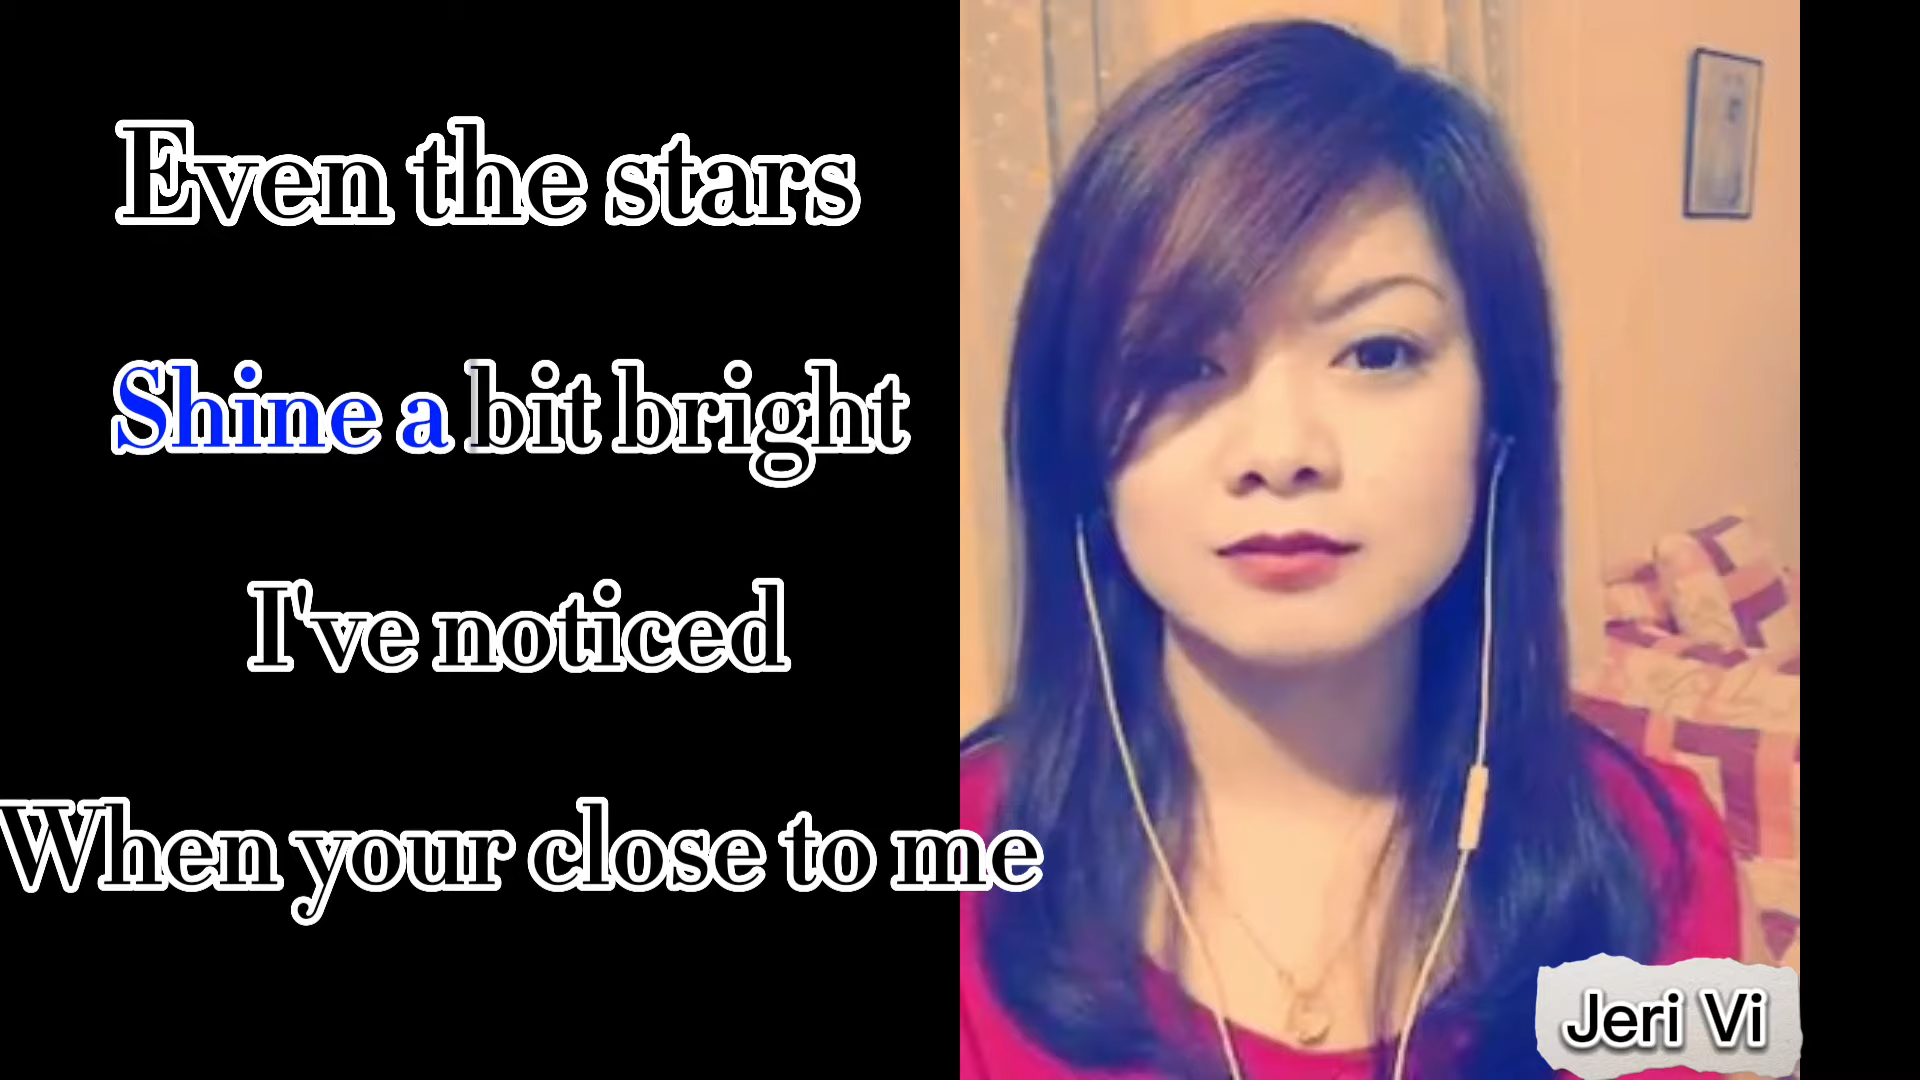 Even the stars
Shine a bit bright
I've noticed
When your close to me
Jeri Vi